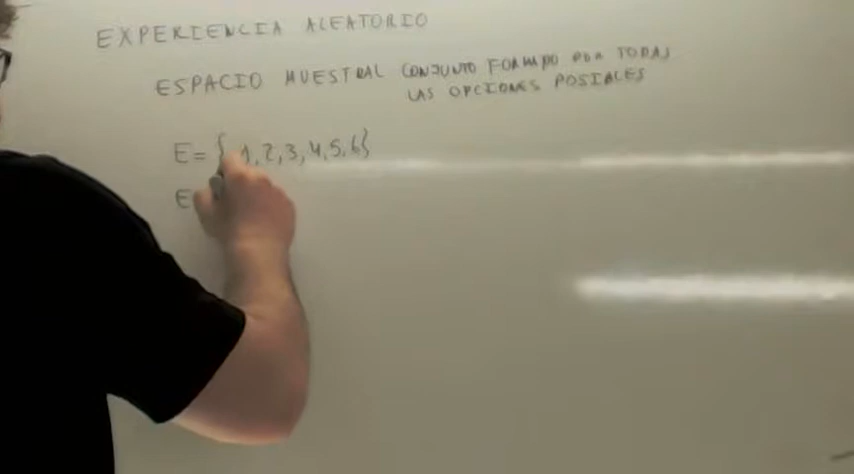 EXPERIENCIA ALEATORIO
ESPACIO MUESTRAL CONJUNTO FORMADO POR TODAS
LAS OPCIONES POSIBLES
E= { 1,2,3,4,5,6}
E